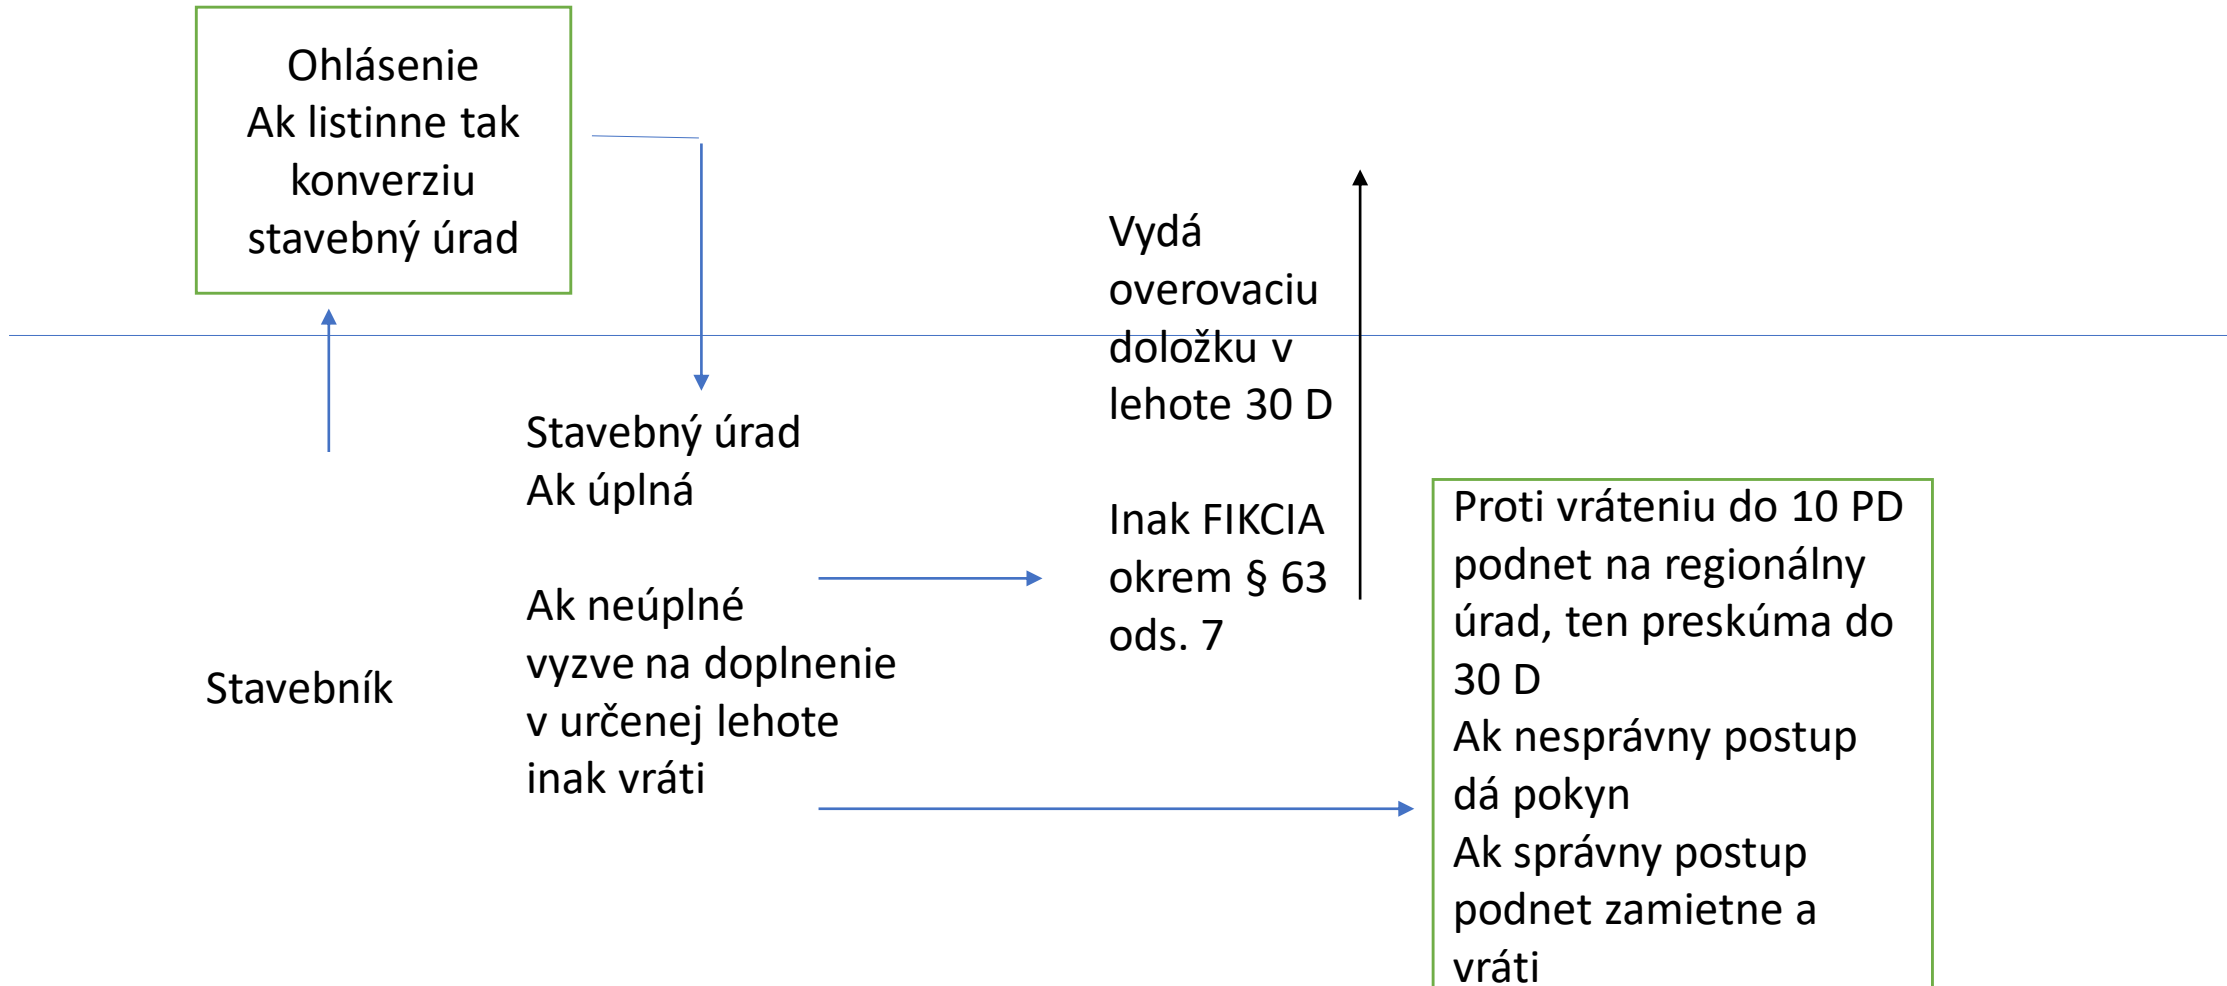 Ohlásenie
Ak listinne tak
konverziu
stavebný úrad
Stavebník
Stavebný úrad
Ak úplná
Ak neúplné
vyzve na doplnenie
v určenej lehote
inak vráti
Vydá
overovaciu
doložku v
lehote 30 D
Inak FIKCIA
okrem § 63
ods. 7
Proti vráteniu do 10 PD
podnet na regionálny
úrad, ten preskúma do
30 D
Ak nesprávny postup
dá pokyn
Ak správny postup
podnet zamietne a
vráti